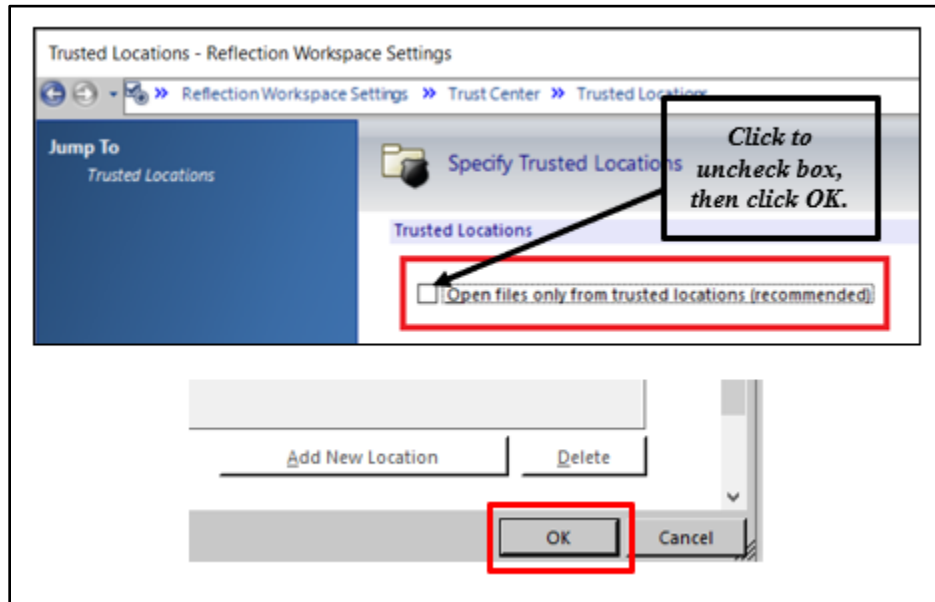 Trusted Locations - Reflection Workspace Settings
Reflection Workspace Settings » Trust Center » Trusted Locations
Jump To
Trusted Locations
Specify Trusted Locations
Click to
uncheck box,
then click OK.
Trusted Locations
Open files only from trusted locations (recommended)
Add New Location
Delete
OK
Cancel